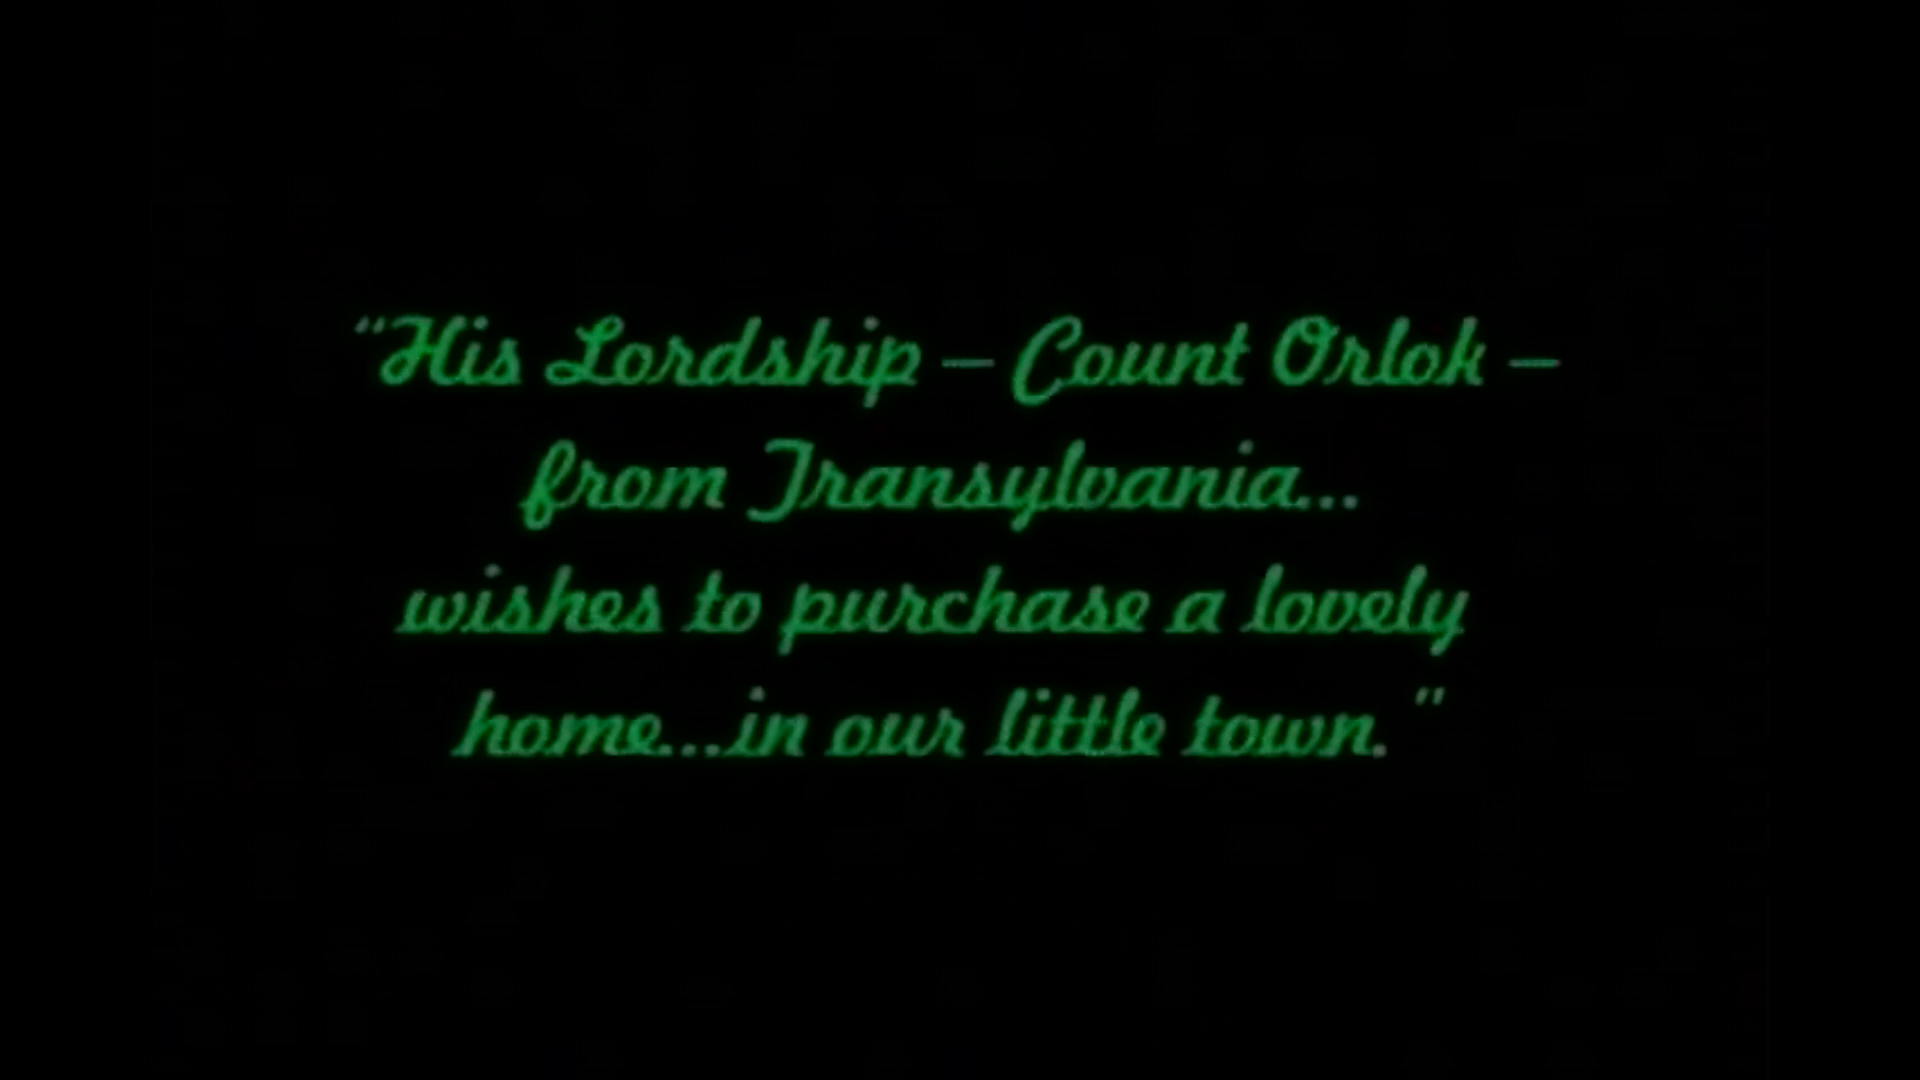 "His Lordship – Count Orlok –
from Transylvania...
wishes to purchase a lovely
home...in our little town."